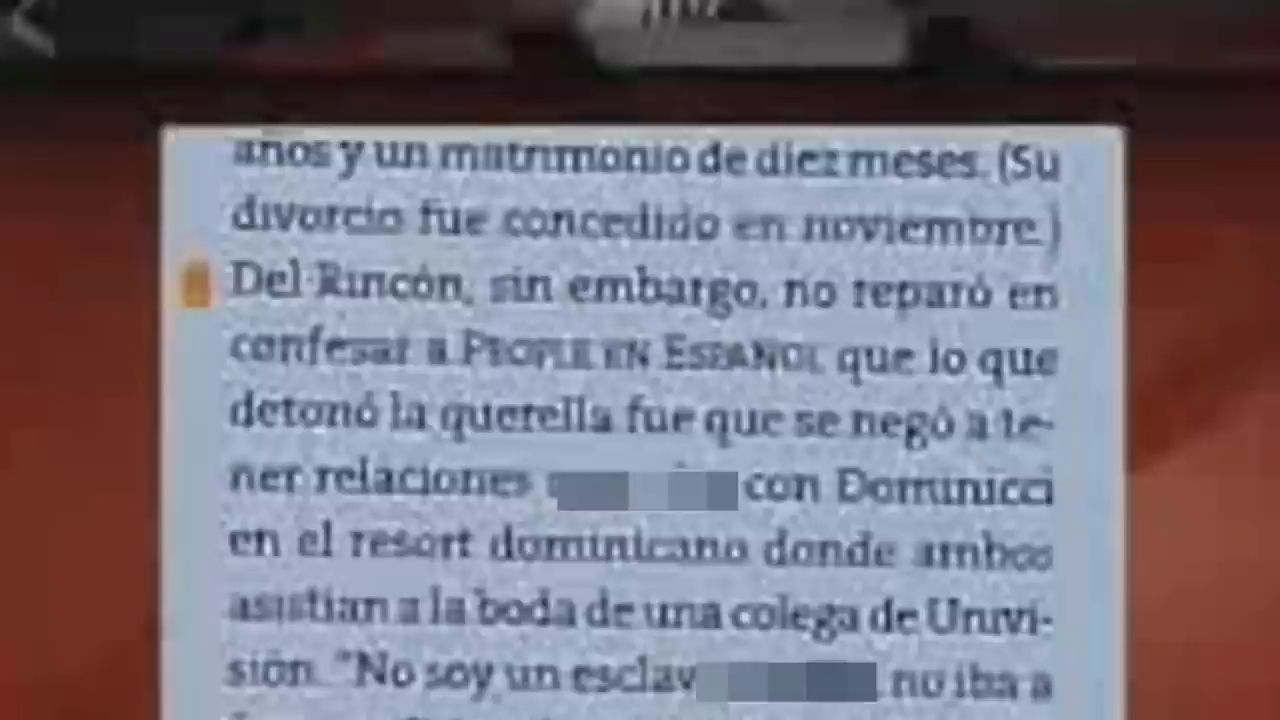 años y un matrimonio de diez meses. (Su
divorcio fue concedido en noviembre.)
Del Rincón, sin embargo, no reparó en
confesar a PEOPLE EN ESPAÑOL que lo que
detonó la querella fue que se negó a te-
ner relaciones con Dominicci
en el resort dominicano donde ambos
asistían a la boda de una colega de Univi-
sión. "No soy un esclav no iba a